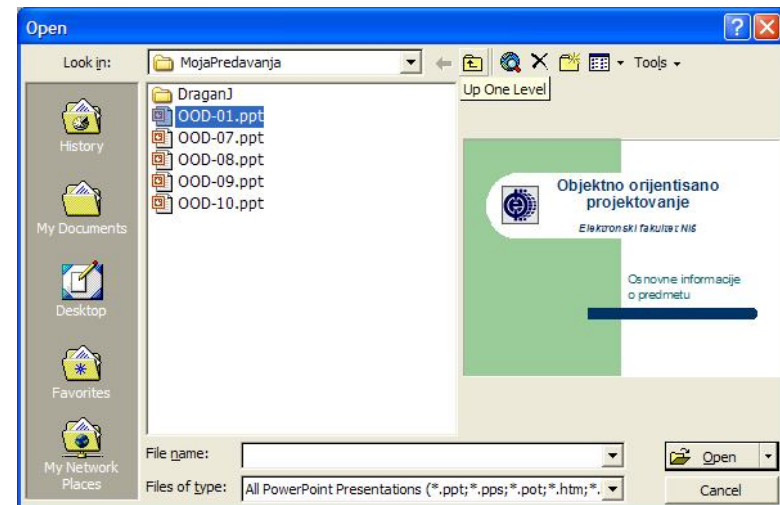 Open
Look in:
MojaPredavanja
Tools
Up One Level
History
My Documents
Desktop
Favorites
My Network
Places
DraganJ
OOD-01.ppt
OOD-07.ppt
OOD-08.ppt
OOD-09.ppt
OOD-10.ppt
Objektno orijentisano
projektovanje
Elektronski fakultet Niš
Osnovne informacije
o predmetu
File name:
Open
Files of type:
All PowerPoint Presentations (*.ppt;*.pps;*.pot;*.htm;*.
Cancel